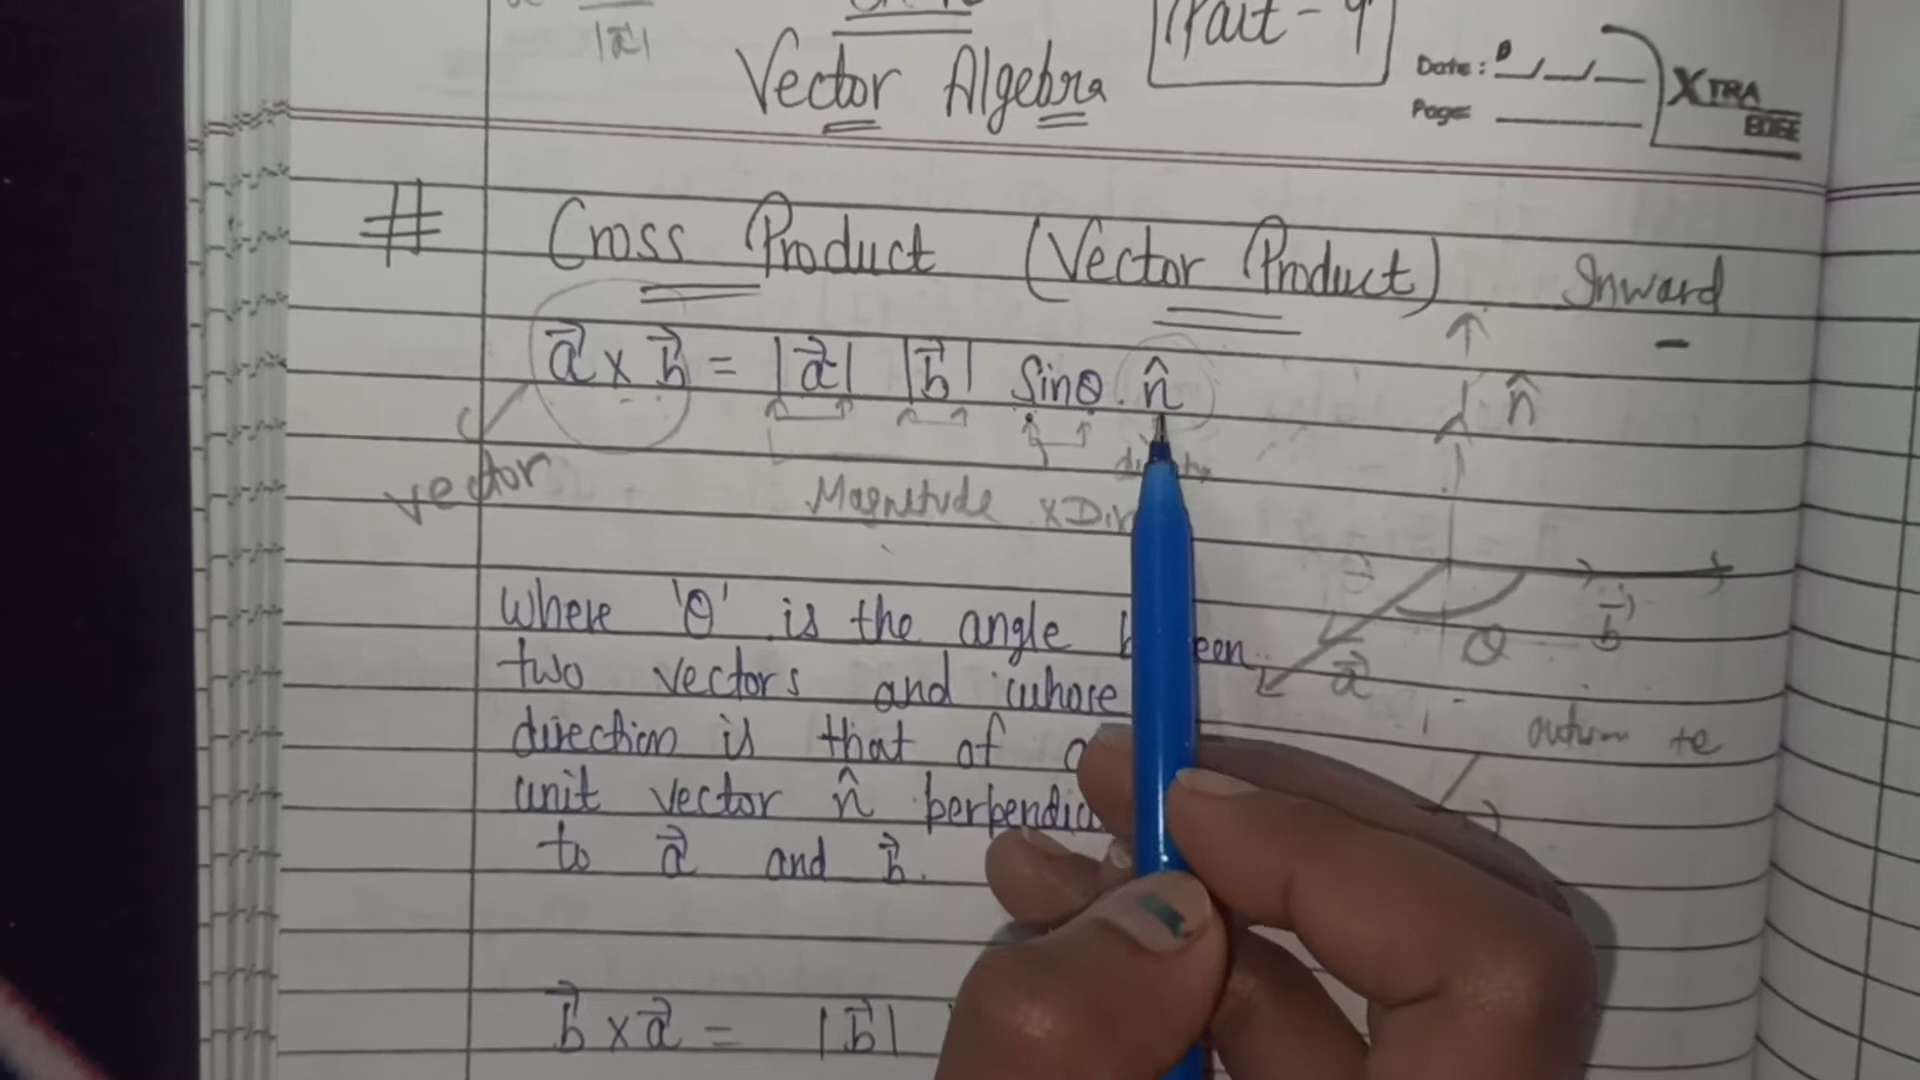 |a⃗|
Vector Algebra
Part - 9
Date:
Page
XTRA
EDGE
# Cross Product (Vector Product)
Inward
-
a⃗ x b⃗ = |a⃗| |b⃗| Sinθ. n̂
n̂
vector
Magnitude x Dir
b⃗
θ
a⃗
where 'θ' is the angle
two vectors and whose
direction is that of
unit vector n̂
to a⃗ and b⃗.
+e
b⃗ x a⃗ = |b⃗|